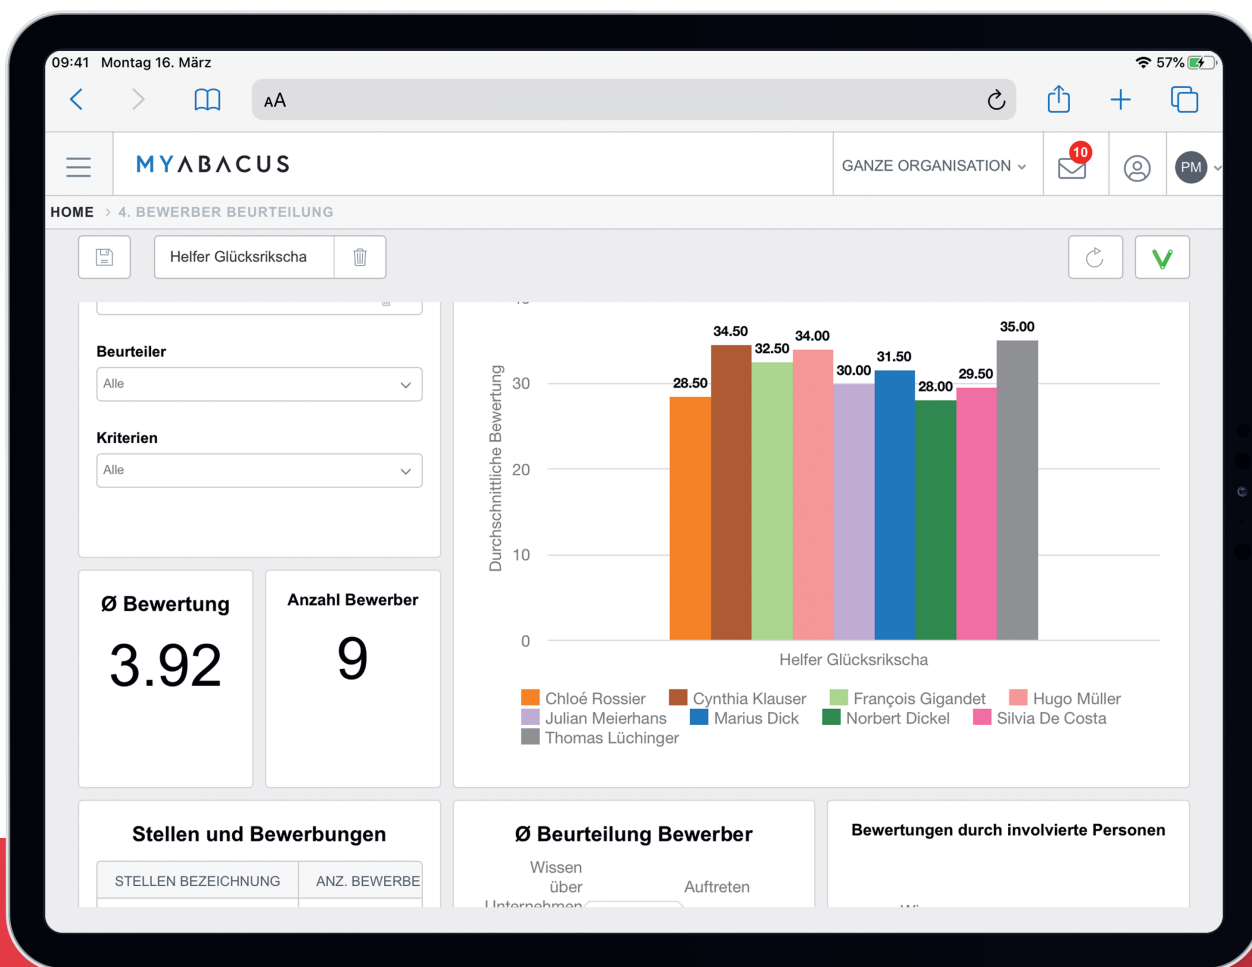 09:41 Montag 16. März
57%
AA
MYABACUS
GANZE ORGANISATION
10
PM
HOME > 4. BEWERBER BEURTEILUNG
Helfer Glücksrikscha
Beurteiler
Alle
Kriterien
Alle
Ø Bewertung
3.92
Anzahl Bewerber
9
Durchschnittliche Bewertung
30
20
10
0
28.50
34.50
32.50
34.00
30.00
31.50
28.00
29.50
35.00
Helfer Glücksrikscha
Chloé Rossier Cynthia Klauser François Gigandet Hugo Müller
Julian Meierhans Marius Dick Norbert Dickel Silvia De Costa
Thomas Lüchinger
Stellen und Bewerbungen
STELLEN BEZEICHNUNG ANZ. BEWERBE
Ø Beurteilung Bewerber
Wissen
über
Unternehmen
Auftreten
Bewertungen durch involvierte Personen